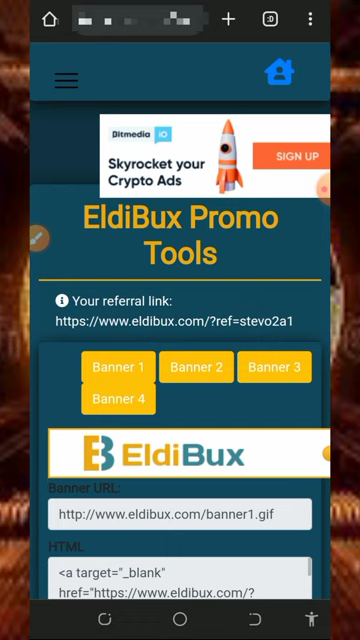 :D
Bitmedia IO
Skyrocket your
Crypto Ads
SIGN UP
EldiBux Promo
Tools
Your referral link:
https://www.eldibux.com/?ref=stevo2a1
Banner 1 Banner 2 Banner 3
Banner 4
EldiBux
Banner URL:
http://www.eldibux.com/banner1.gif
HTML
<a target="_blank"
href="https://www.eldibux.com/?